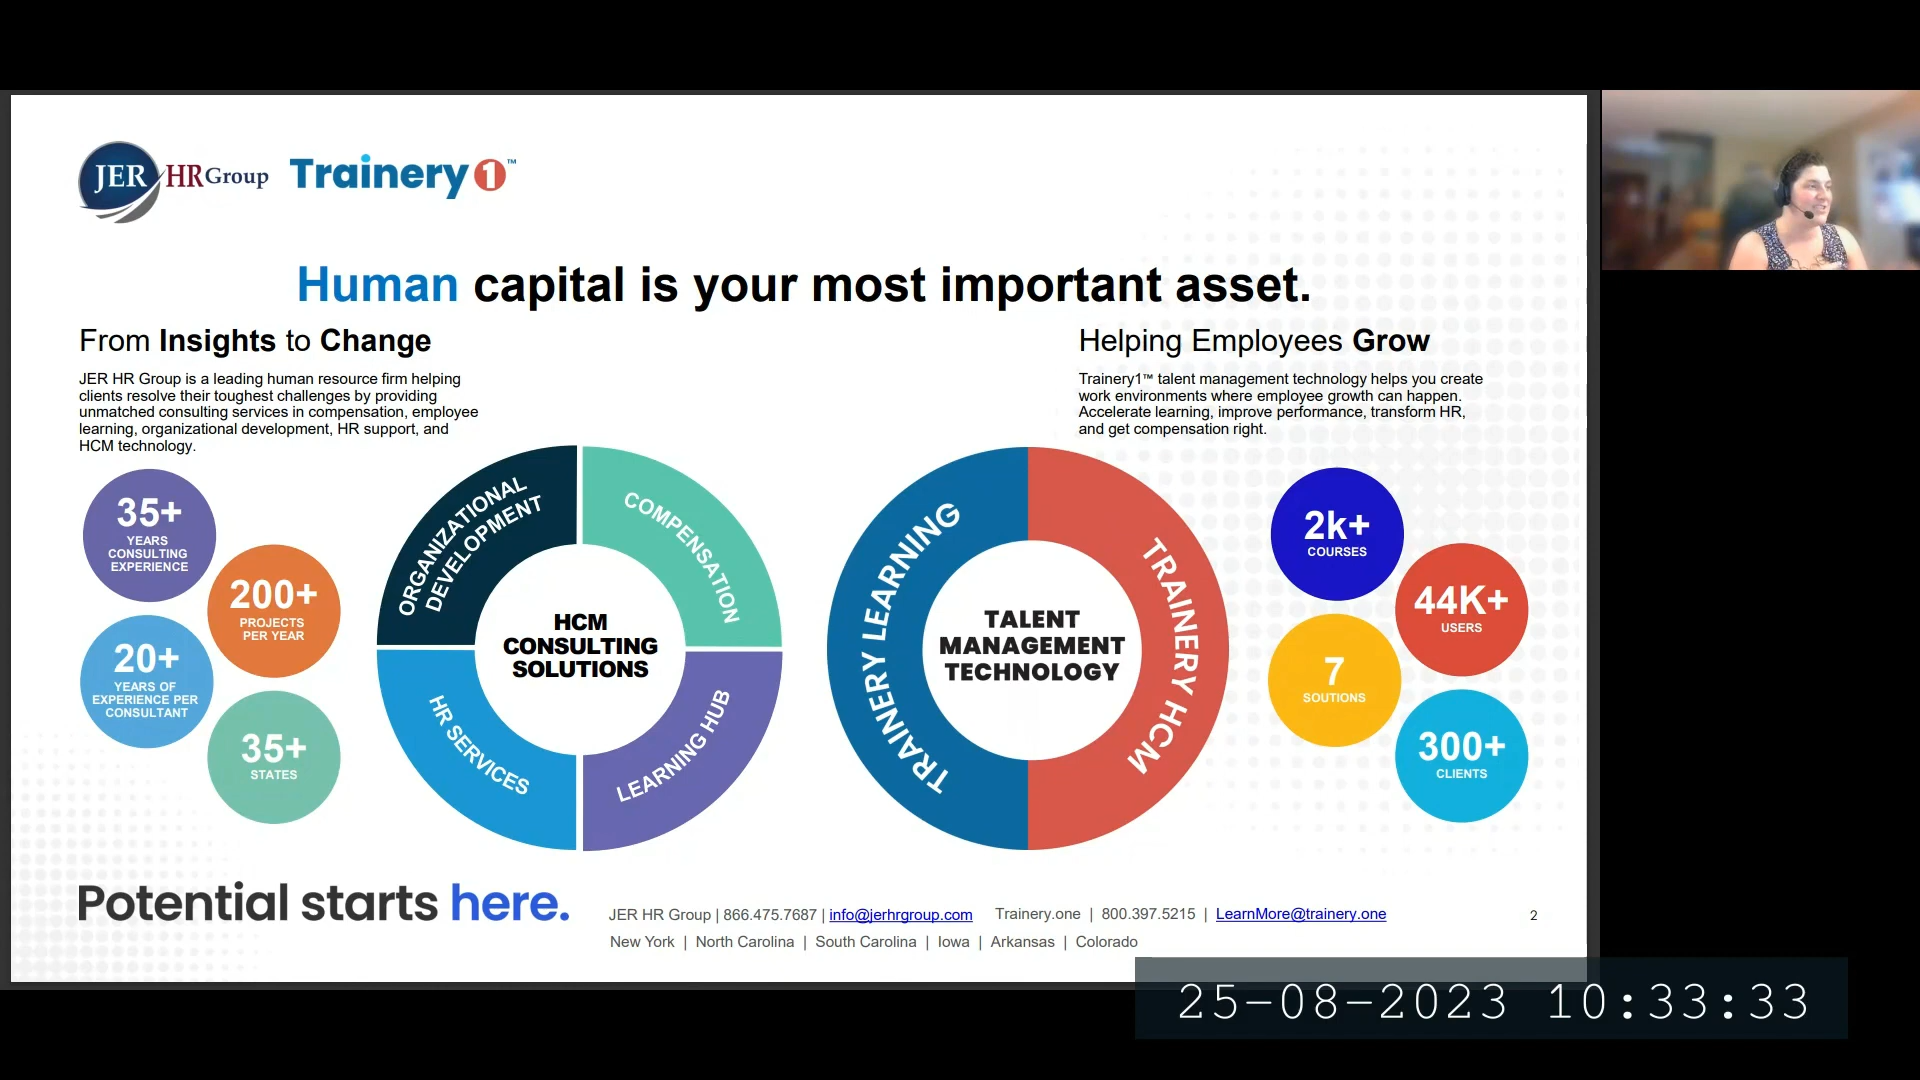 JER HRGroup Trainery1™
Human capital is your most important asset.
From Insights to Change
JER HR Group is a leading human resource firm helping
clients resolve their toughest challenges by providing
unmatched consulting services in compensation, employee
learning, organizational development, HR support, and
HCM technology.
Helping Employees Grow
Trainery1™ talent management technology helps you create
work environments where employee growth can happen.
Accelerate learning, improve performance, transform HR,
and get compensation right.
35+
YEARS
CONSULTING
EXPERIENCE
200+
PROJECTS
PER YEAR
20+
YEARS OF
EXPERIENCE PER
CONSULTANT
35+
STATES
ORGANIZATIONAL
DEVELOPMENT
COMPENSATION
HR SERVICES
LEARNING HUB
HCM
CONSULTING
SOLUTIONS
TRAINERY LEARNING
TRAINERY HCM
TALENT
MANAGEMENT
TECHNOLOGY
2k+
COURSES
44K+
USERS
7
SOUTIONS
300+
CLIENTS
Potential starts here.
JER HR Group | 866.475.7687 | info@jerhrgroup.com Trainery.one | 800.397.5215 | LearnMore@trainery.one
New York | North Carolina | South Carolina | Iowa | Arkansas | Colorado
2
25-08-2023 10:33:33